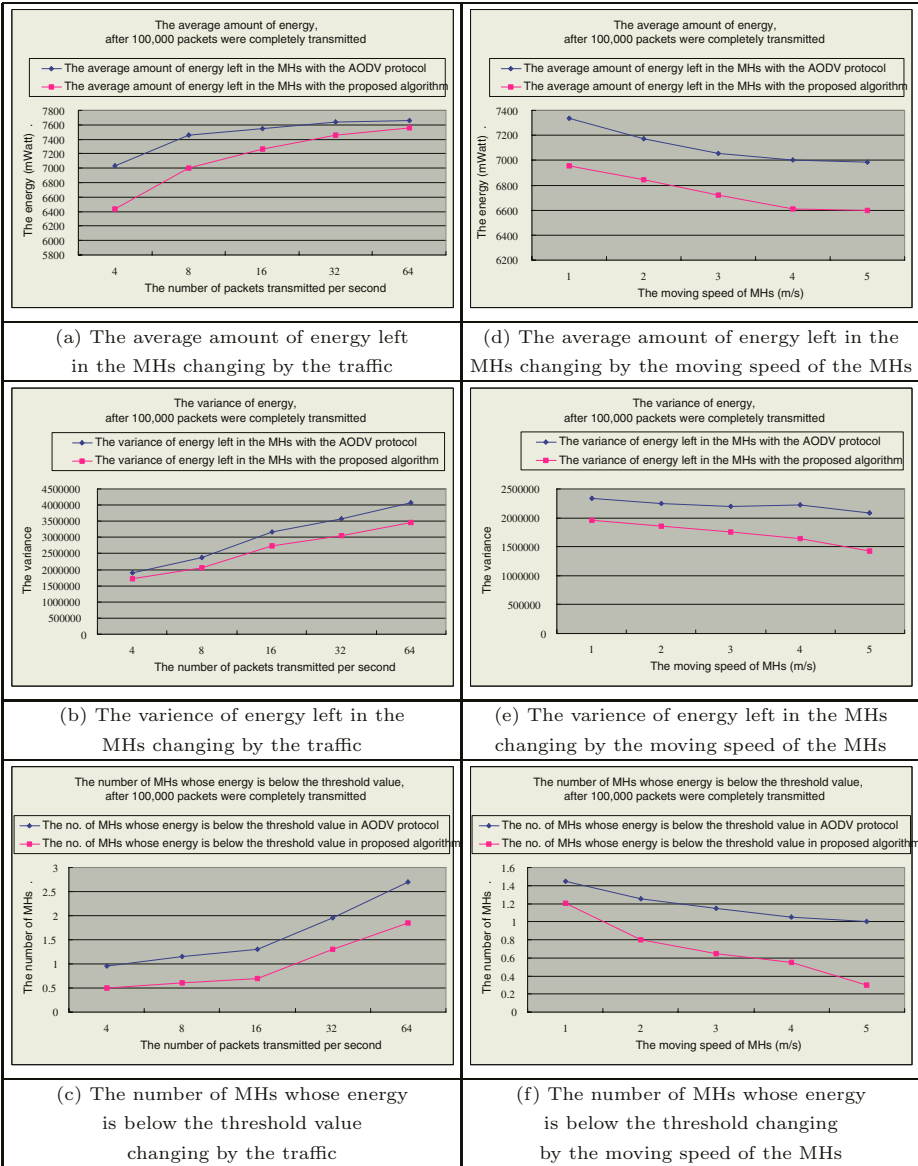 The average amount of energy,
after 100,000 packets were completely transmitted
The average amount of energy left in the MHs with the AODV protocol
The average amount of energy left in the MHs with the proposed algorithm
The energy (mWatt) .
7800
7600
7400
7200
7000
6800
6600
6400
6200
6000
5800
4 8 16 32 64
The number of packets transmitted per second
(a) The average amount of energy left
in the MHs changing by the traffic
The average amount of energy,
after 100,000 packets were completely transmitted
The average amount of energy left in the MHs with the AODV protocol
The average amount of energy left in the MHs with the proposed algorithm
The energy (mWatt) .
7400
7200
7000
6800
6600
6400
6200
1 2 3 4 5
The moving speed of MHs (m/s)
(d) The average amount of energy left in the
MHs changing by the moving speed of the MHs
The variance of energy,
after 100,000 packets were completely transmitted
The variance of energy left in the MHs with the AODV protocol
The variance of energy left in the MHs with the proposed algorithm
The variance
4500000
4000000
3500000
3000000
2500000
2000000
1500000
1000000
500000
0
4 8 16 32 64
The number of packets transmitted per second
(b) The varience of energy left in the
MHs changing by the traffic
The variance of energy,
after 100,000 packets were completely transmitted
The variance of energy left in the MHs with the AODV protocol
The variance of energy left in the MHs with the proposed algorithm
The variance
2500000
2000000
1500000
1000000
500000
0
1 2 3 4 5
The moving speed of MHs (m/s)
(e) The varience of energy left in the MHs
changing by the moving speed of the MHs
The number of MHs whose energy is below the threshold value,
after 100,000 packets were completely transmitted
The no. of MHs whose energy is below the threshold value in AODV protocol
The no. of MHs whose energy is below the threshold value in proposed algorithm
The number of MHs .
3
2.5
2
1.5
1
0.5
0
4 8 16 32 64
The number of packets transmitted per second
(c) The number of MHs whose energy
is below the threshold value
changing by the traffic
The number of MHs whose energy is below the threshold value,
after 100,000 packets were completely transmitted
The no. of MHs whose energy is below the threshold value in AODV protocol
The no. of MHs whose energy is below the threshold value in proposed algorithm
The number of MHs .
1.6
1.4
1.2
1
0.8
0.6
0.4
0.2
0
1 2 3 4 5
The moving speed of MHs (m/s)
(f) The number of MHs whose energy
is below the threshold changing
by the moving speed of the MHs